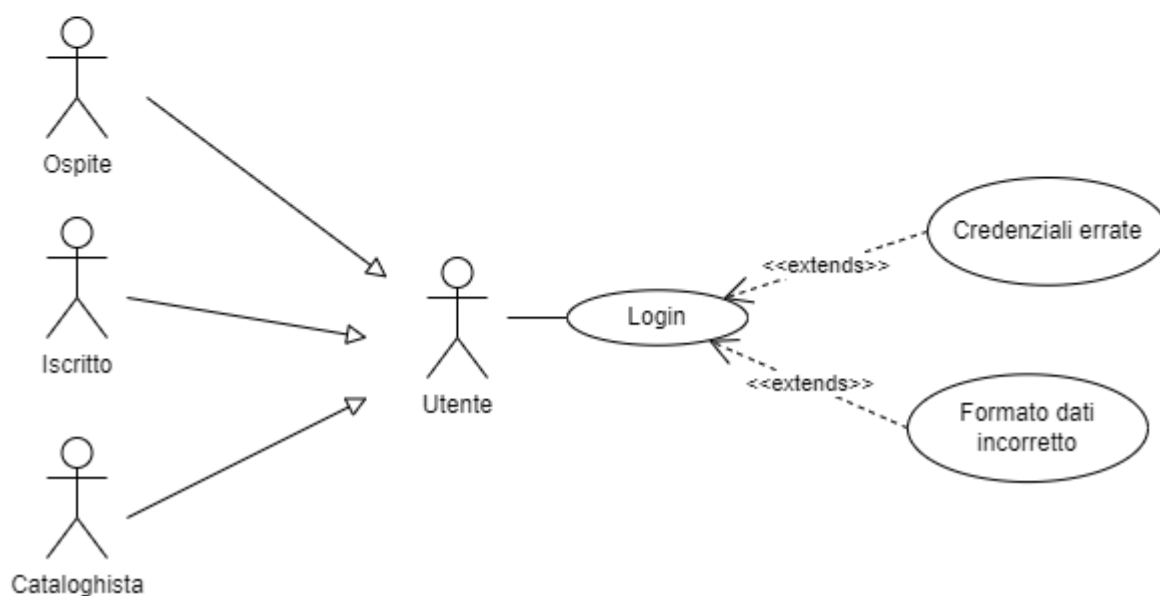 Ospite
Iscritto
Cataloghista
Utente
Login
<<extends>>
Credenziali errate
<<extends>>
Formato dati
incorretto